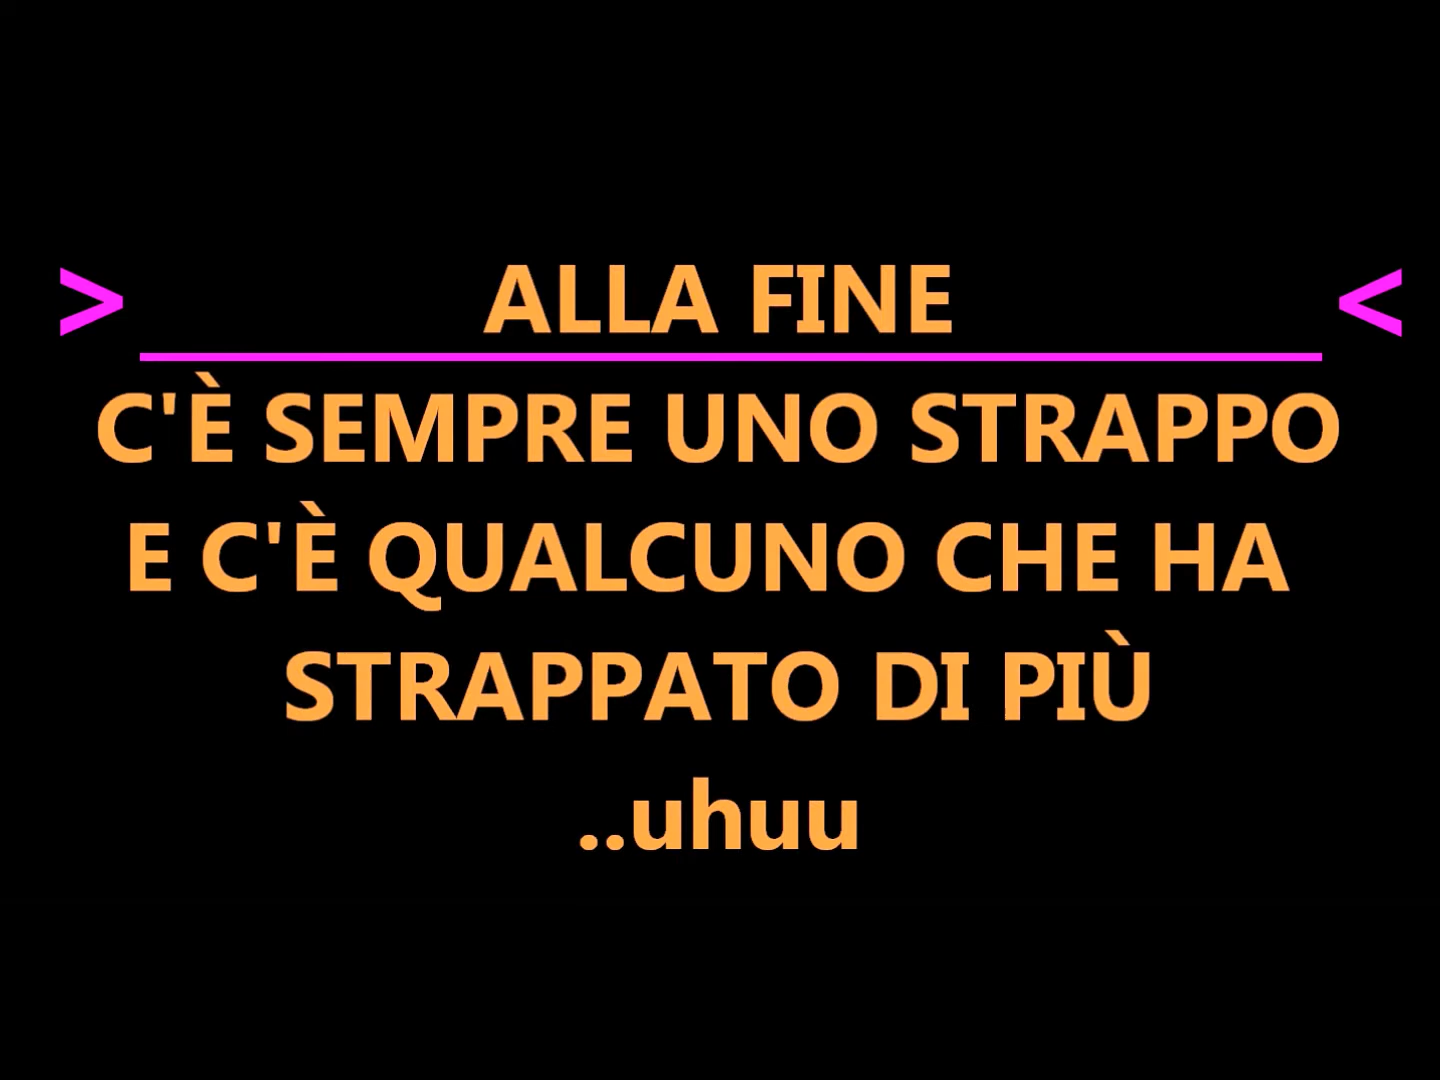 > ALLA FINE <
C'È SEMPRE UNO STRAPPO
E C'È QUALCUNO CHE HA
STRAPPATO DI PIÙ
..uhuu